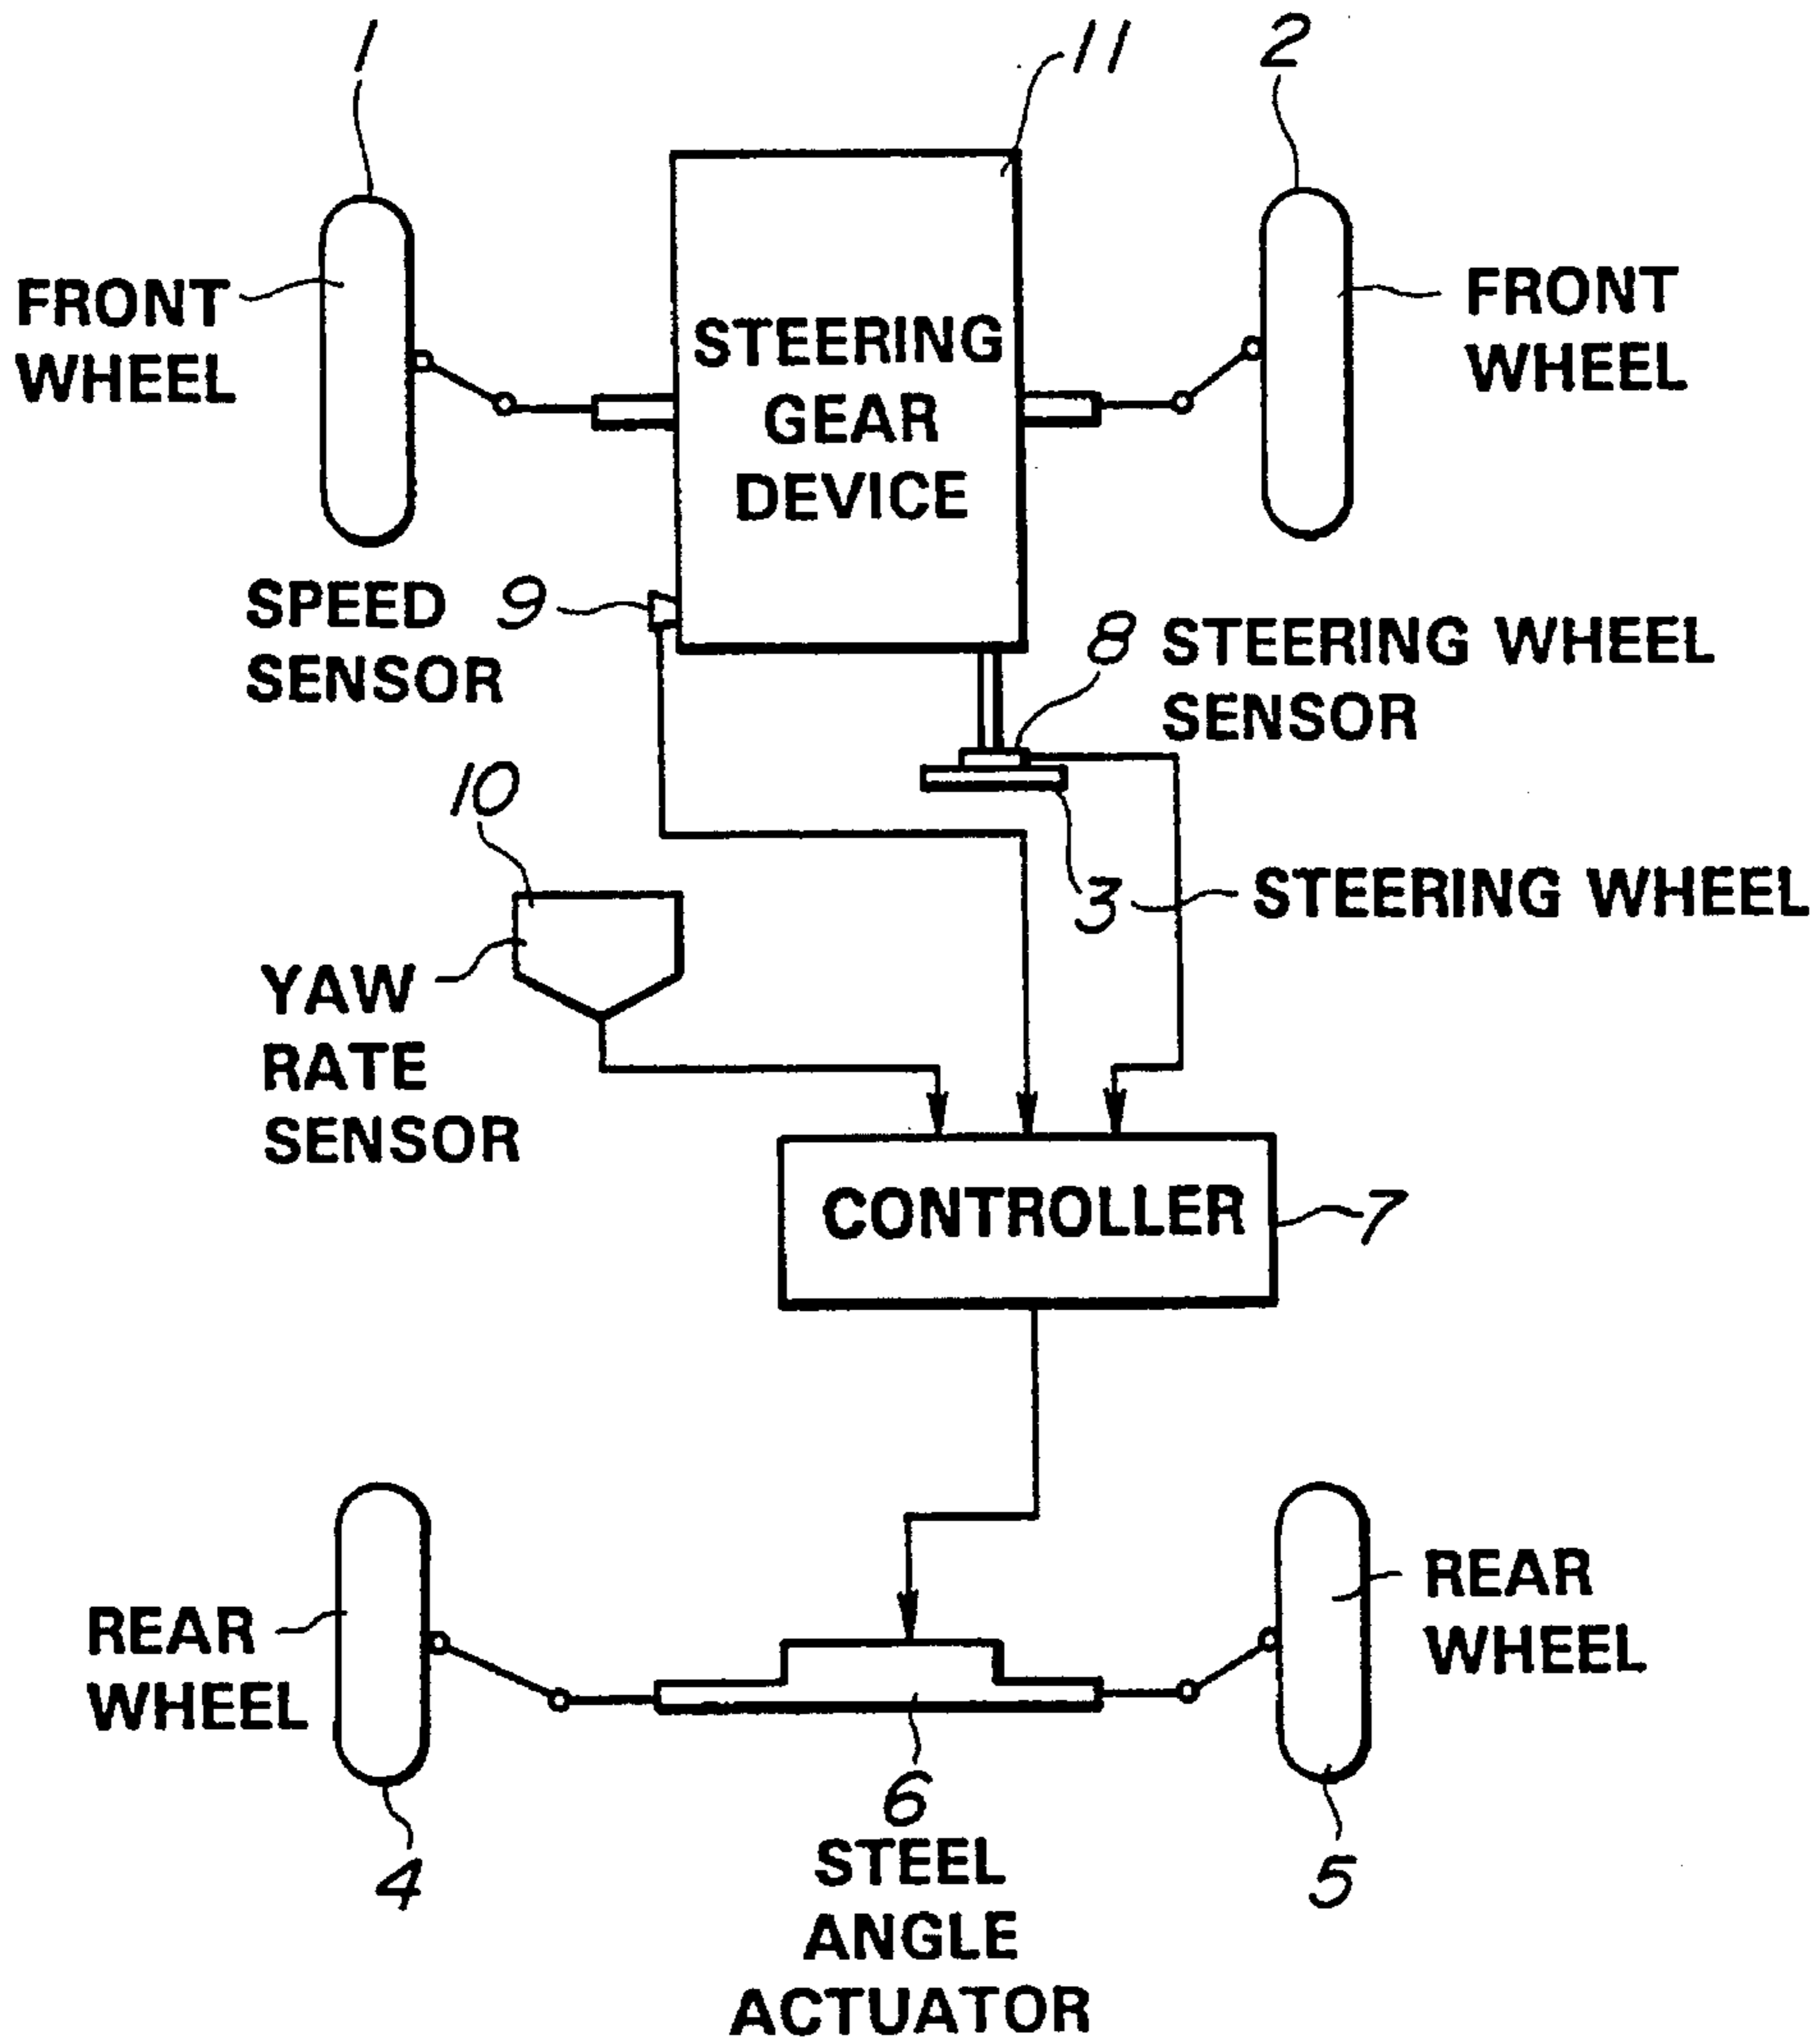 1
11
2
FRONT
WHEEL
STEERING
GEAR
DEVICE
FRONT
WHEEL
SPEED
SENSOR
9
8
STEERING WHEEL
SENSOR
10
3
STEERING WHEEL
YAW
RATE
SENSOR
CONTROLLER
7
REAR
WHEEL
REAR
WHEEL
4
6
STEEL
ANGLE
ACTUATOR
5